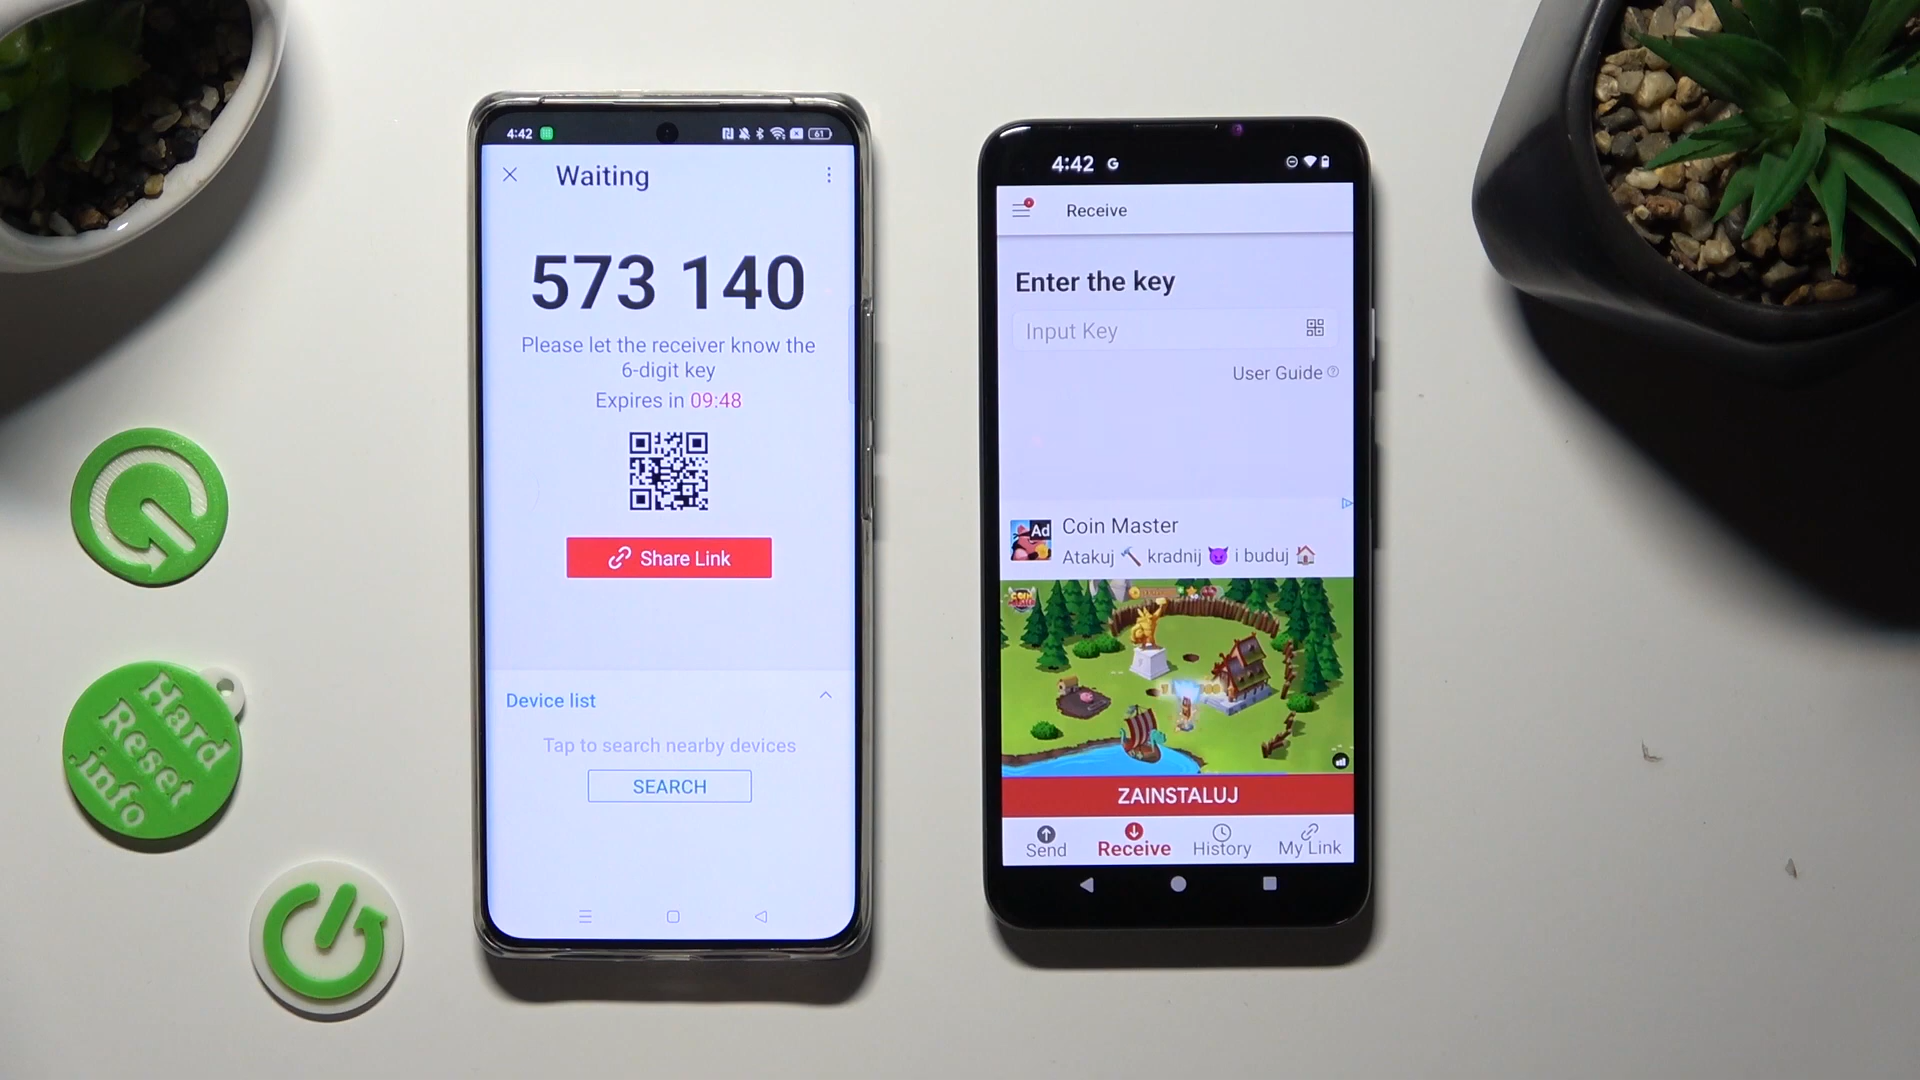 4:42
61
Waiting
573 140
Please let the receiver know the
6-digit key
Expires in 09:48
Share Link
Device list
Tap to search nearby devices
SEARCH
4:42 G
Receive
Enter the key
Input Key
User Guide
Ad
Coin Master
Atakuj 🔨 kradnij 😈 i buduj 🏠
ZAINSTALUJ
Send
Receive
History
My Link
Hard
Reset
.info